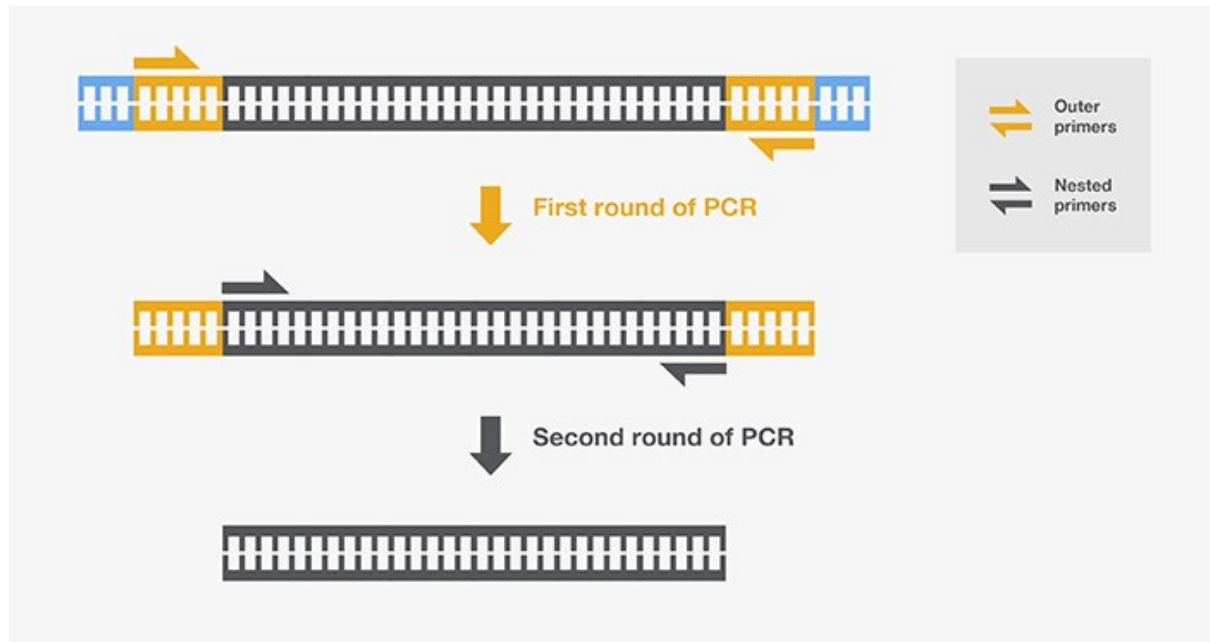 Outer
primers
First round of PCR
Nested
primers
Second round of PCR